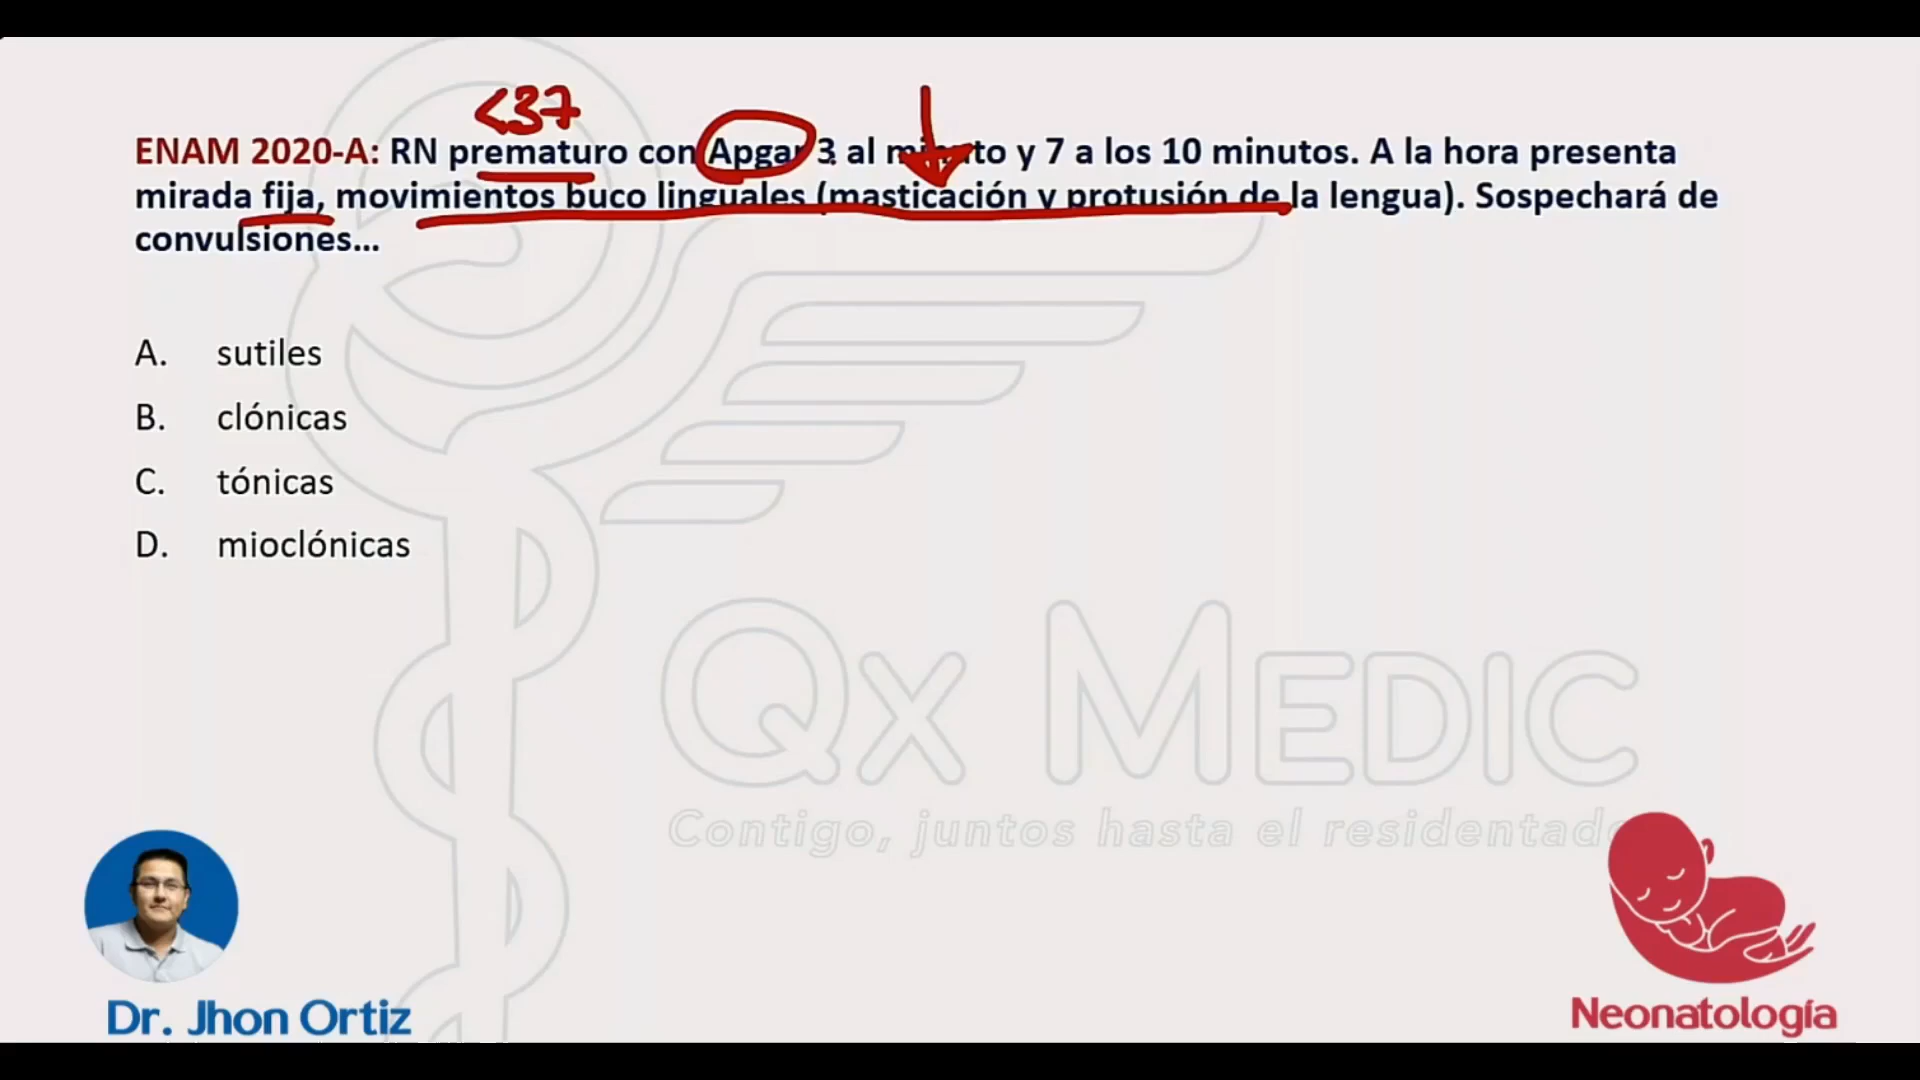 <37
ENAM 2020-A: RN prematuro con Apgar 3 al minuto y 7 a los 10 minutos. A la hora presenta
mirada fija, movimientos buco linguales (masticación y protusión de la lengua). Sospechará de
convulsiones...
A. sutiles
B. clónicas
C. tónicas
D. mioclónicas
Qx MEDIC
Contigo, juntos hasta el residentado
Dr. Jhon Ortiz
Neonatología